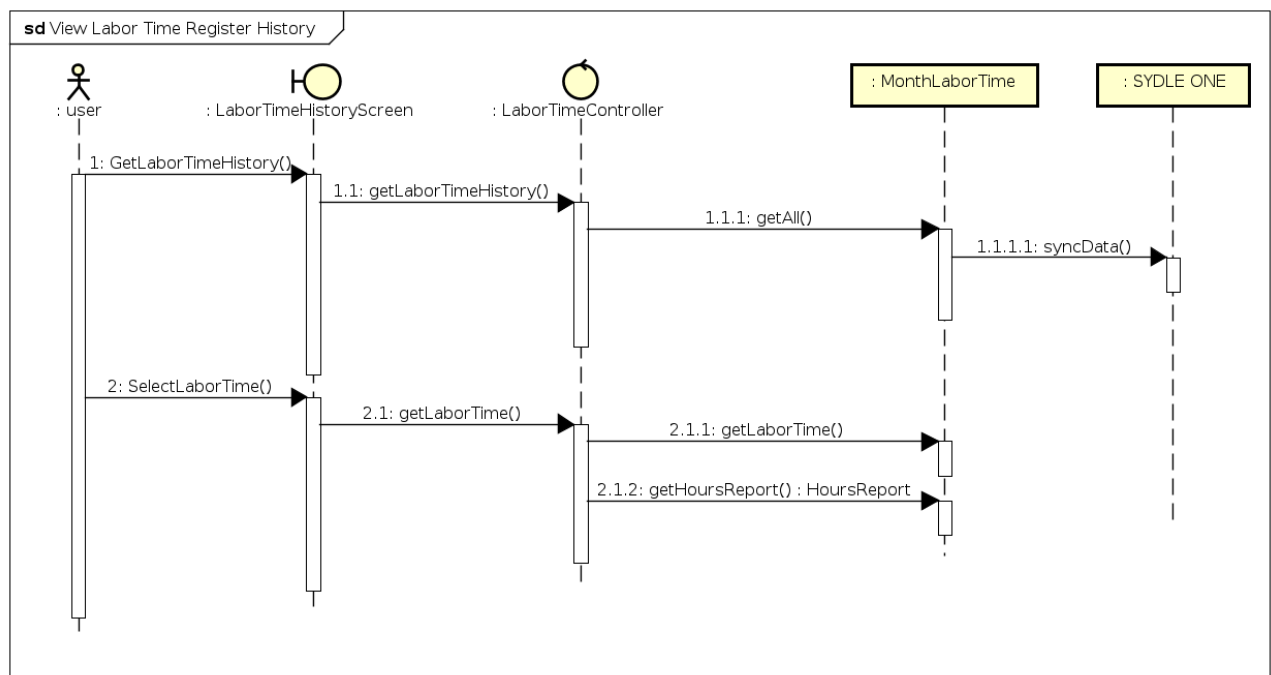 sd View Labor Time Register History
: user
: LaborTimeHistoryScreen
: LaborTimeController
: MonthLaborTime
: SYDLE ONE
1: GetLaborTimeHistory()
1.1: getLaborTimeHistory()
1.1.1: getAll()
1.1.1.1: syncData()
2: SelectLaborTime()
2.1: getLaborTime()
2.1.1: getLaborTime()
2.1.2: getHoursReport() : HoursReport